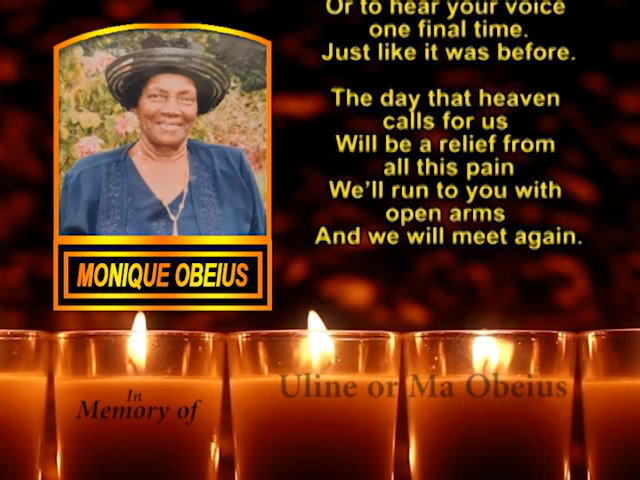 Or to hear your voice
one final time.
Just like it was before.
The day that heaven
calls for us
Will be a relief from
all this pain
We'll run to you with
open arms
And we will meet again.
MONIQUE OBEIUS
In
Memory of
Uline or Ma Obeius